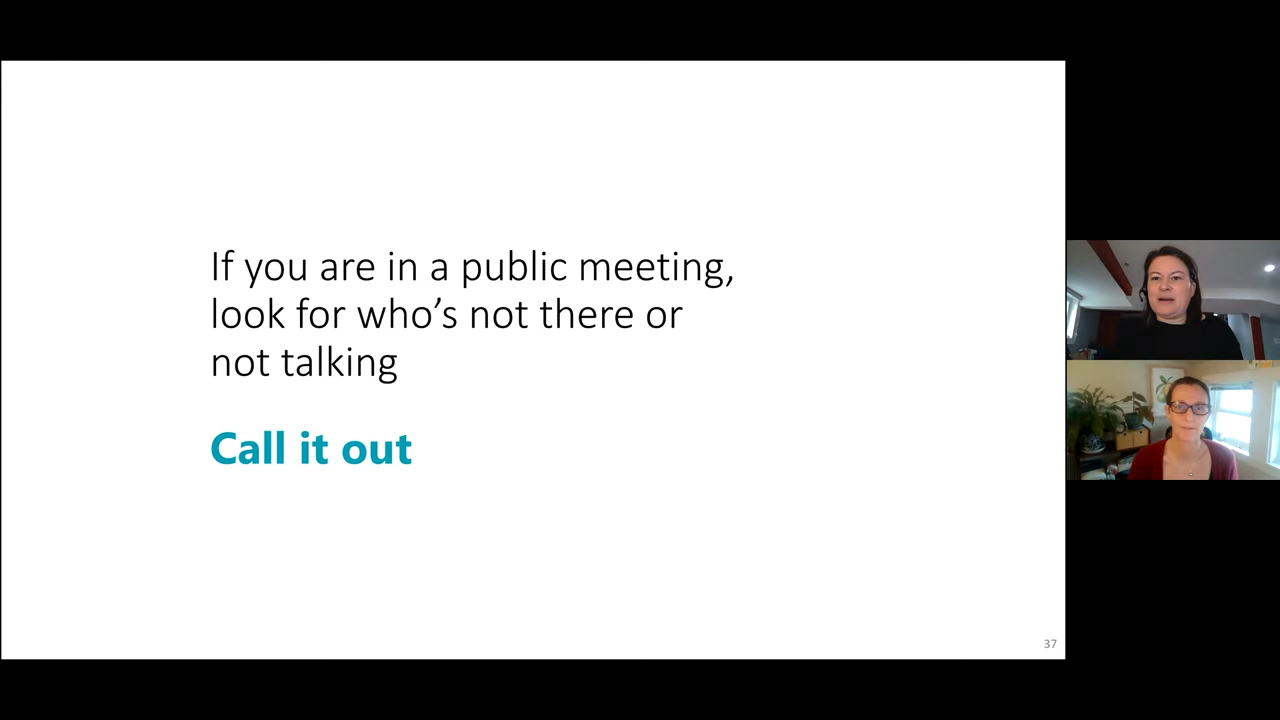 If you are in a public meeting,
look for who’s not there or
not talking
Call it out
37